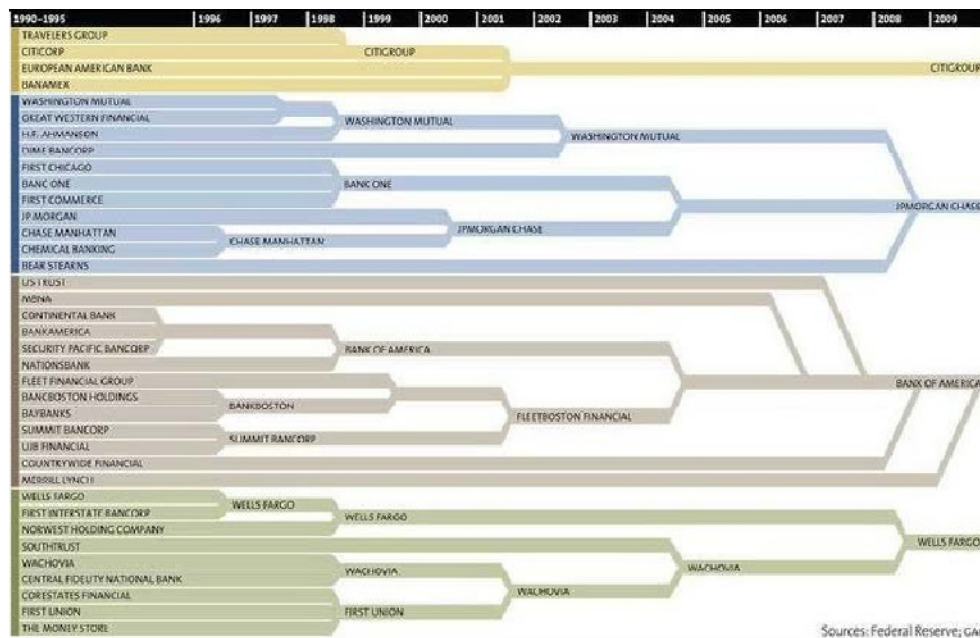 1990-1995 1996 1997 1998 1999 2000 2001 2002 2003 2004 2005 2006 2007 2008 2009
TRAVELERS GROUP
CITICORP CITIGROUP
EUROPEAN AMERICAN BANK CITIGROUP
BANAMEX
WASHINGTON MUTUAL
GREAT WESTERN FINANCIAL WASHINGTON MUTUAL
H.F. AHMANSON WASHINGTON MUTUAL
DIME BANCORP
FIRST CHICAGO
BANC ONE BANC ONE
FIRST COMMERCE JPMORGAN CHASE
JP MORGAN
CHASE MANHATTAN CHASE MANHATTAN JPMORGAN CHASE
CHEMICAL BANKING
BEAR STEARNS
US TRUST
MBNA
CONTINENTAL BANK
BANKAMERICA
SECURITY PACIFIC BANCORP BANK OF AMERICA
NATIONSBANK
FLEET FINANCIAL GROUP BANK OF AMERICA
BANCBOSTON HOLDINGS BANKBOSTON
BAYBANKS FLEETBOSTON FINANCIAL
SUMMIT BANCORP SUMMIT BANCORP
UJB FINANCIAL
COUNTRYWIDE FINANCIAL
MERRILL LYNCH
WELLS FARGO WELLS FARGO
FIRST INTERSTATE BANCORP WELLS FARGO
NORWEST HOLDING COMPANY
SOUTHTRUST WELLS FARGO
WACHOVIA WACHOVIA WACHOVIA
CENTRAL FIDELITY NATIONAL BANK
CORESTATES FINANCIAL WACHOVIA
FIRST UNION FIRST UNION
THE MONEY STORE
Sources: Federal Reserve; GA